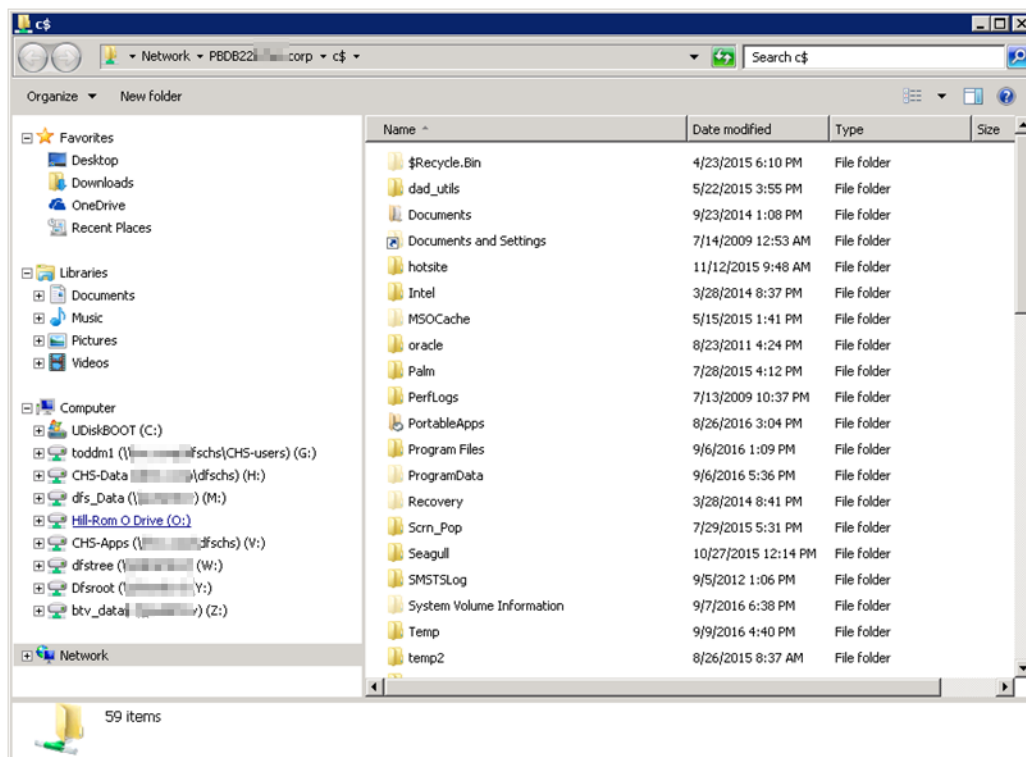 c$
Network PBDB22 corp c$
Search c$
Organize New folder
Favorites
Desktop
Downloads
OneDrive
Recent Places
Libraries
Documents
Music
Pictures
Videos
Computer
UDiskBOOT (C:)
toddm1 (\\ fschs\CHS-users) (G:)
CHS-Data \dfschs) (H:)
dfs_Data (\ ) (M:)
Hill-Rom O Drive (O:)
CHS-Apps (\ dfschs) (V:)
dfstree (\ (W:)
Dfsroot (\ Y:)
btv_data ) (Z:)
Network
Name Date modified Type Size
$Recycle.Bin 4/23/2015 6:10 PM File folder
dad_utils 5/22/2015 3:55 PM File folder
Documents 9/23/2014 1:08 PM File folder
Documents and Settings 7/14/2009 12:53 AM File folder
hotsite 11/12/2015 9:48 AM File folder
Intel 3/28/2014 8:37 PM File folder
MSOCache 5/15/2015 1:41 PM File folder
oracle 8/23/2011 4:24 PM File folder
Palm 7/28/2015 4:12 PM File folder
PerfLogs 7/13/2009 10:37 PM File folder
PortableApps 8/26/2016 3:04 PM File folder
Program Files 9/6/2016 1:09 PM File folder
ProgramData 9/6/2016 5:36 PM File folder
Recovery 3/28/2014 8:41 PM File folder
Scrn_Pop 7/29/2015 5:31 PM File folder
Seagull 10/27/2015 12:14 PM File folder
SMSTSLog 9/5/2012 1:06 PM File folder
System Volume Information 9/7/2016 6:38 PM File folder
Temp 9/9/2016 4:40 PM File folder
temp2 8/26/2015 8:37 AM File folder
59 items